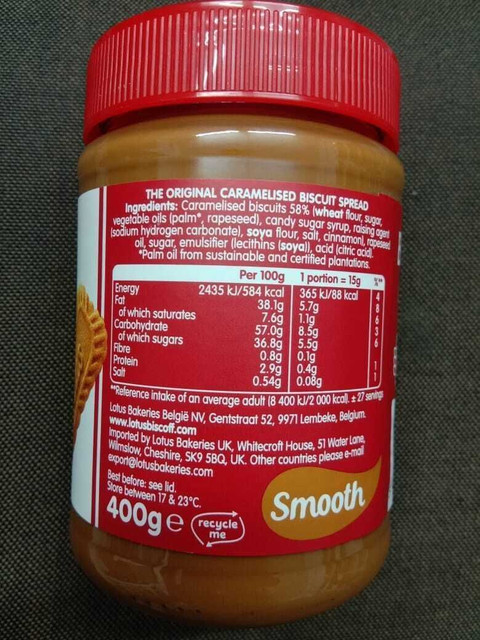 THE ORIGINAL CARAMELISED BISCUIT SPREAD
Ingredients: Caramelised biscuits 58% (wheat flour, sugar,
vegetable oils (palm*, rapeseed), candy sugar syrup, raising agent
(sodium hydrogen carbonate), soya flour, salt, cinnamon), rapeseed
oil, sugar, emulsifier (lecithins (soya)), acid (citric acid).
*Palm oil from sustainable and certified plantations.
Per 100g 1 portion = 15g %**
Energy 2435 kJ/584 kcal 365 kJ/88 kcal 4
Fat 38.1g 5.7g 8
of which saturates 7.6g 1.1g 6
Carbohydrate 57.0g 8.5g 3
of which sugars 36.8g 5.5g 6
Fibre 0.8g 0.1g
Protein 2.9g 0.4g 1
Salt 0.54g 0.08g 1
**Reference intake of an average adult (8 400 kJ/2 000 kcal). ± 27 servings
Lotus Bakeries België NV, Gentstraat 52, 9971 Lembeke, Belgium.
www.lotusbiscoff.com
Imported by Lotus Bakeries UK, Whitecroft House, 51 Water Lane,
Wilmslow, Cheshire, SK9 5BQ, UK. Other countries please e-mail
export@lotusbakeries.com
Best before: see lid.
Store between 17 & 23°C.
400g e
recycle
me
Smooth